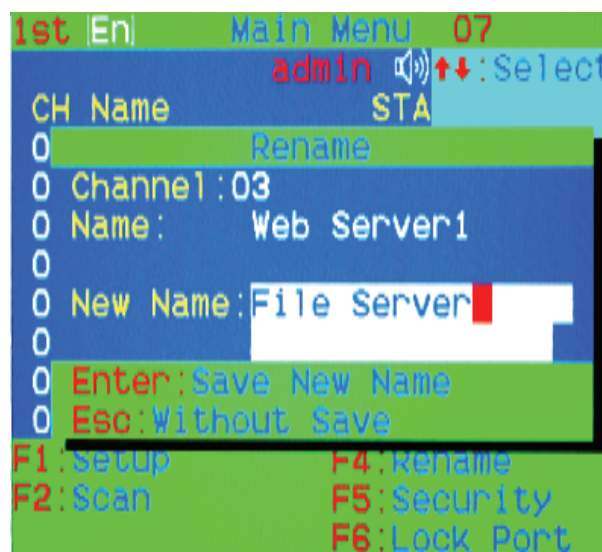 1st En Main Menu 07
admin ↑↓:Select
CH Name STA
0 Rename
0 Channel:03
0 Name: Web Server1
0
0 New Name:File Server
0
0 Enter:Save New Name
0 Esc:Without Save
F1:Setup F4:Rename
F2:Scan F5:Security
F6:Lock Port